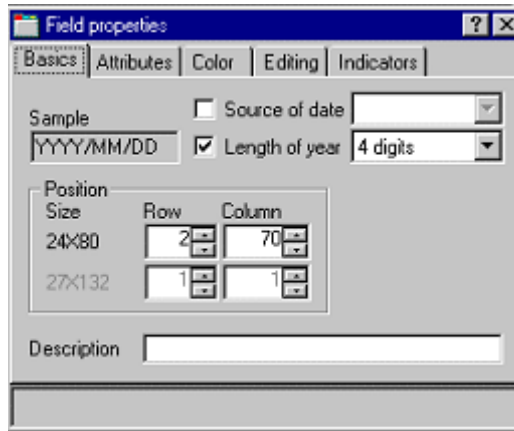 Field properties
Basics Attributes Color Editing Indicators
Sample
YYYY/MM/DD
Source of date
Length of year 4 digits
Position
Size Row Column
24X80 2 70
27X132 1 1
Description